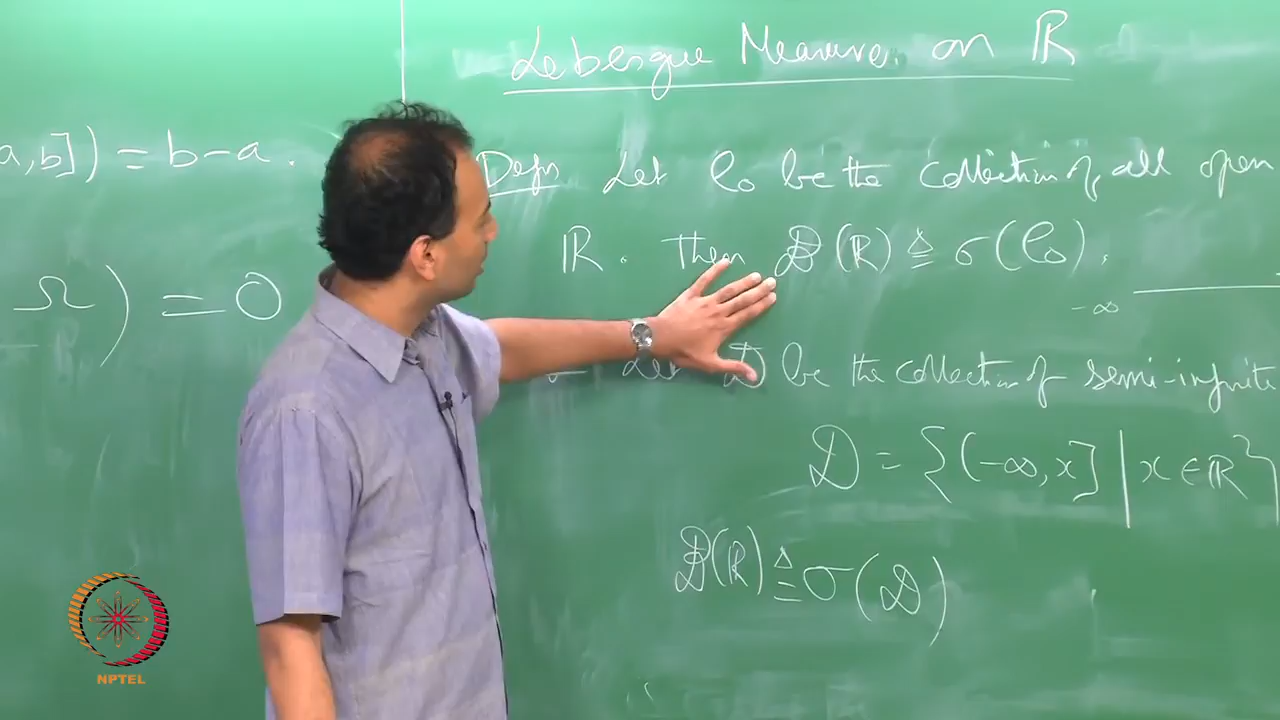 Lebesgue Measure on ℝ
a,b]) = b-a.
Ω) = 0
Defn Let C₀ be the collection of all open
ℝ. Then B(ℝ) ≜ σ(C₀).
-∞
Let D be the collection of semi-infinite
D = {(-∞,x] | x∈ℝ}
B(ℝ) ≜ σ(D)
NPTEL